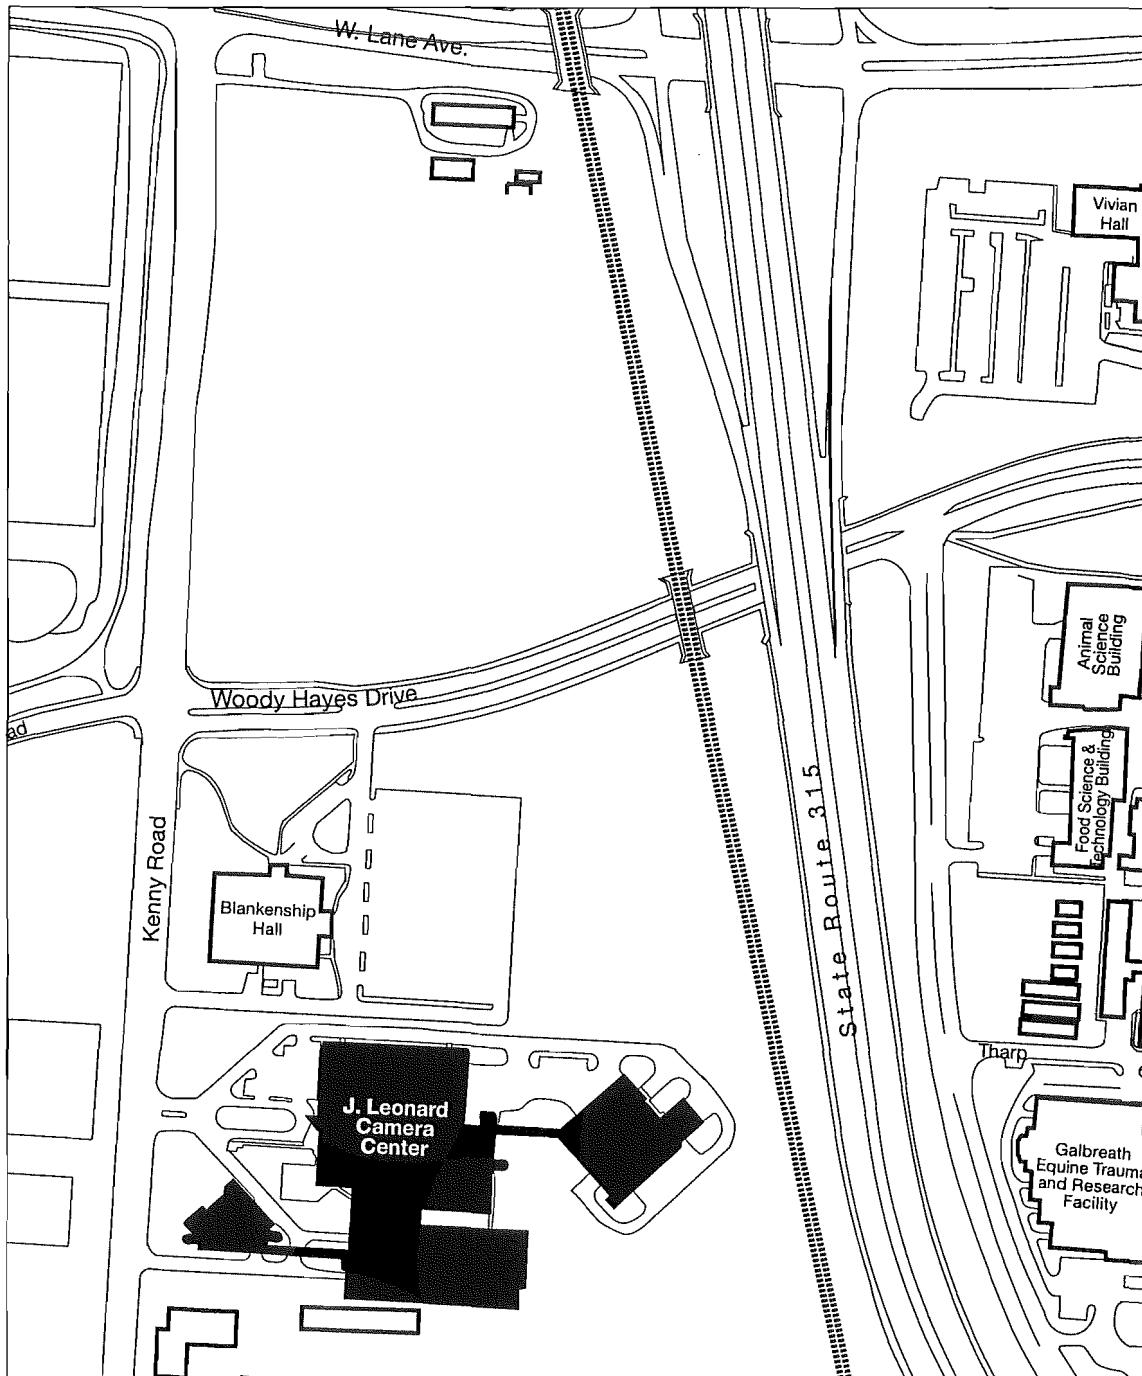 W. Lane Ave.
Vivian
Hall
Animal
Science
Building
Woody Hayes Drive
ad
Food Science &
Technology Building
State Route 315
Kenny Road
Blankenship
Hall
Tharp
J. Leonard
Camera
Center
Galbreath
Equine Trauma
and Research
Facility